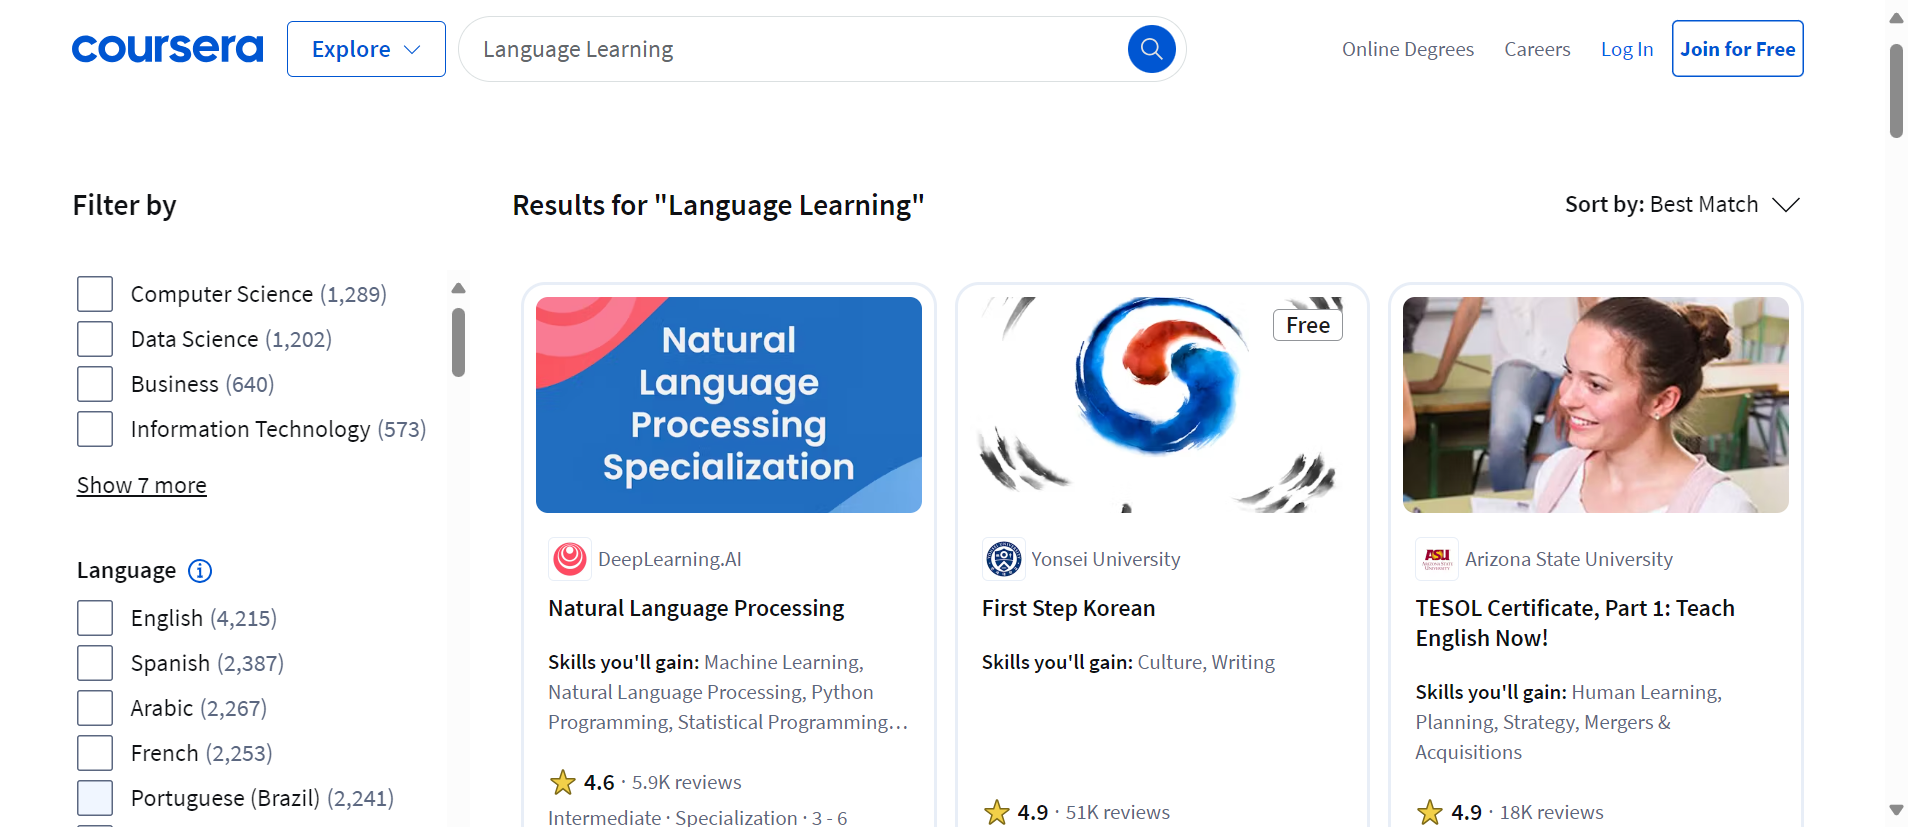 coursera
Explore
Language Learning
Online Degrees
Careers
Log In
Join for Free
Filter by
Results for "Language Learning"
Sort by: Best Match
Computer Science (1,289)
Data Science (1,202)
Business (640)
Information Technology (573)
Show 7 more
Language
English (4,215)
Spanish (2,387)
Arabic (2,267)
French (2,253)
Portuguese (Brazil) (2,241)
Natural
Language
Processing
Specialization
DeepLearning.AI
Natural Language Processing
Skills you'll gain: Machine Learning,
Natural Language Processing, Python
Programming, Statistical Programming…
4.6 · 5.9K reviews
Intermediate · Specialization · 3 - 6
Free
Yonsei University
First Step Korean
Skills you'll gain: Culture, Writing
4.9 · 51K reviews
ASU
Arizona State University
TESOL Certificate, Part 1: Teach
English Now!
Skills you'll gain: Human Learning,
Planning, Strategy, Mergers &
Acquisitions
4.9 · 18K reviews